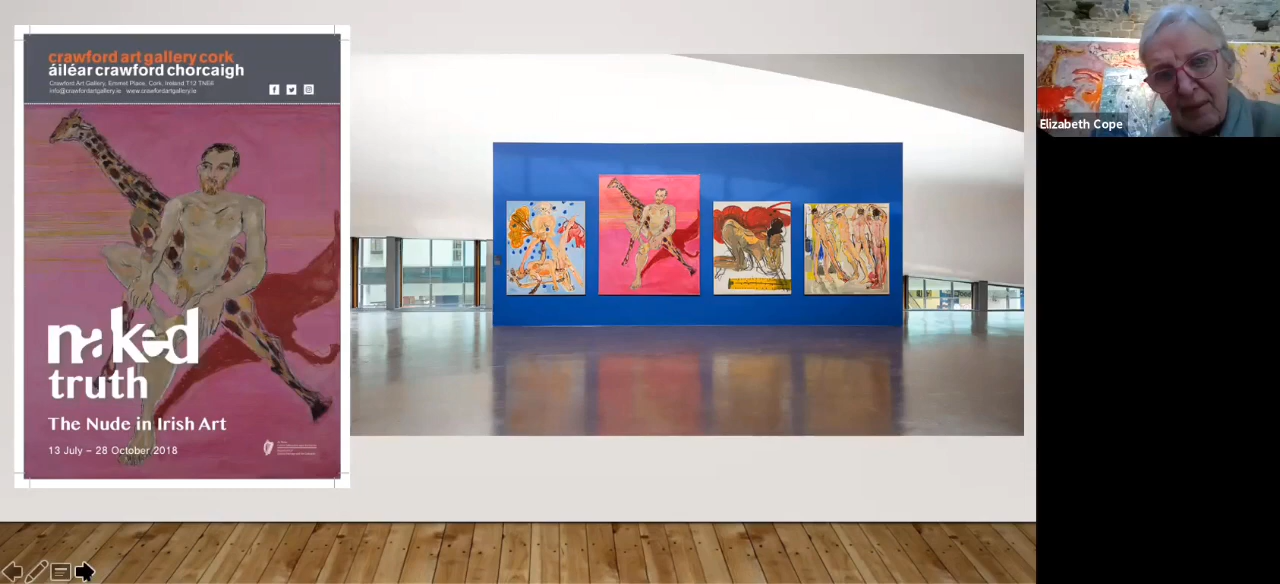 crawford art gallery cork
áiléar crawford chorcaigh
Crawford Art Gallery, Emmet Place, Cork, Ireland T12 TNE6
info@crawfordartgallery.ie www.crawfordartgallery.ie
naked
truth
The Nude in Irish Art
13 July – 28 October 2018
Elizabeth Cope